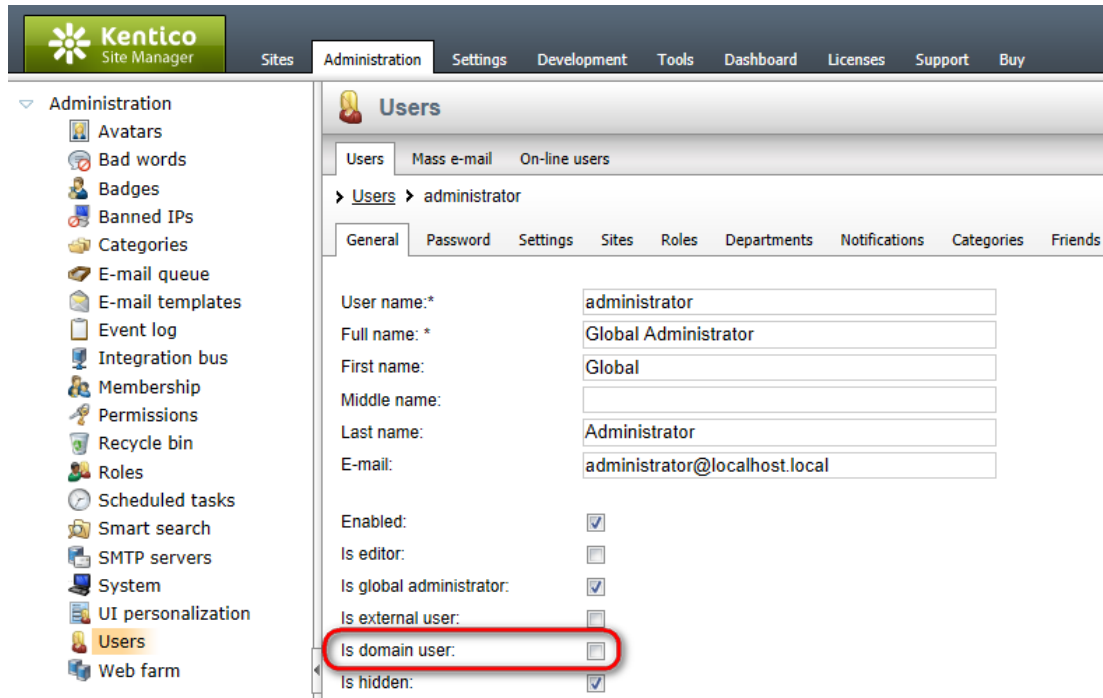 Kentico
Site Manager
Sites Administration Settings Development Tools Dashboard Licenses Support Buy
Administration
Avatars
Bad words
Badges
Banned IPs
Categories
E-mail queue
E-mail templates
Event log
Integration bus
Membership
Permissions
Recycle bin
Roles
Scheduled tasks
Smart search
SMTP servers
System
UI personalization
Users
Web farm
Users
Users Mass e-mail On-line users
Users administrator
General Password Settings Sites Roles Departments Notifications Categories Friends
User name:* administrator
Full name: * Global Administrator
First name: Global
Middle name:
Last name: Administrator
E-mail: administrator@localhost.local
Enabled:
Is editor:
Is global administrator:
Is external user:
Is domain user:
Is hidden: